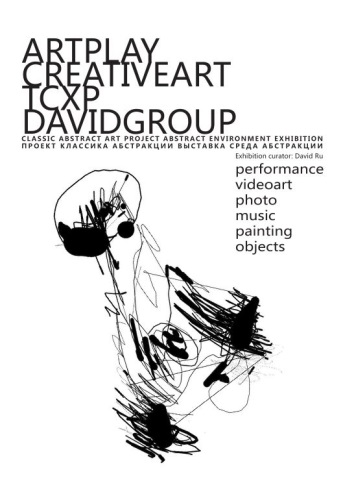 ARTPLAY
CREATIVEART
TCXP
DAVIDGROUP
CLASSIC ABSTRACT ART PROJECT ABSTRACT ENVIRONMENT EXHIBITION
ПРОЕКТ КЛАССИКА АБСТРАКЦИИ ВЫСТАВКА СРЕДА АБСТРАКЦИИ
Exhibition curator: David Ru
performance
videoart
photo
music
painting
objects